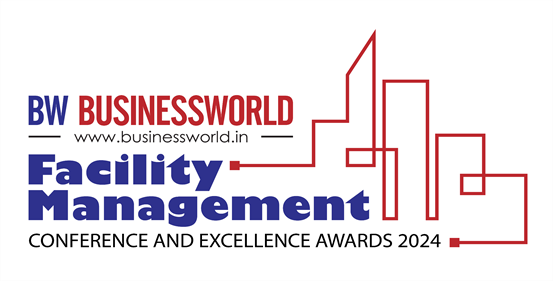 BW BUSINESSWORLD
www.businessworld.in
Facility
Management
CONFERENCE AND EXCELLENCE AWARDS 2024